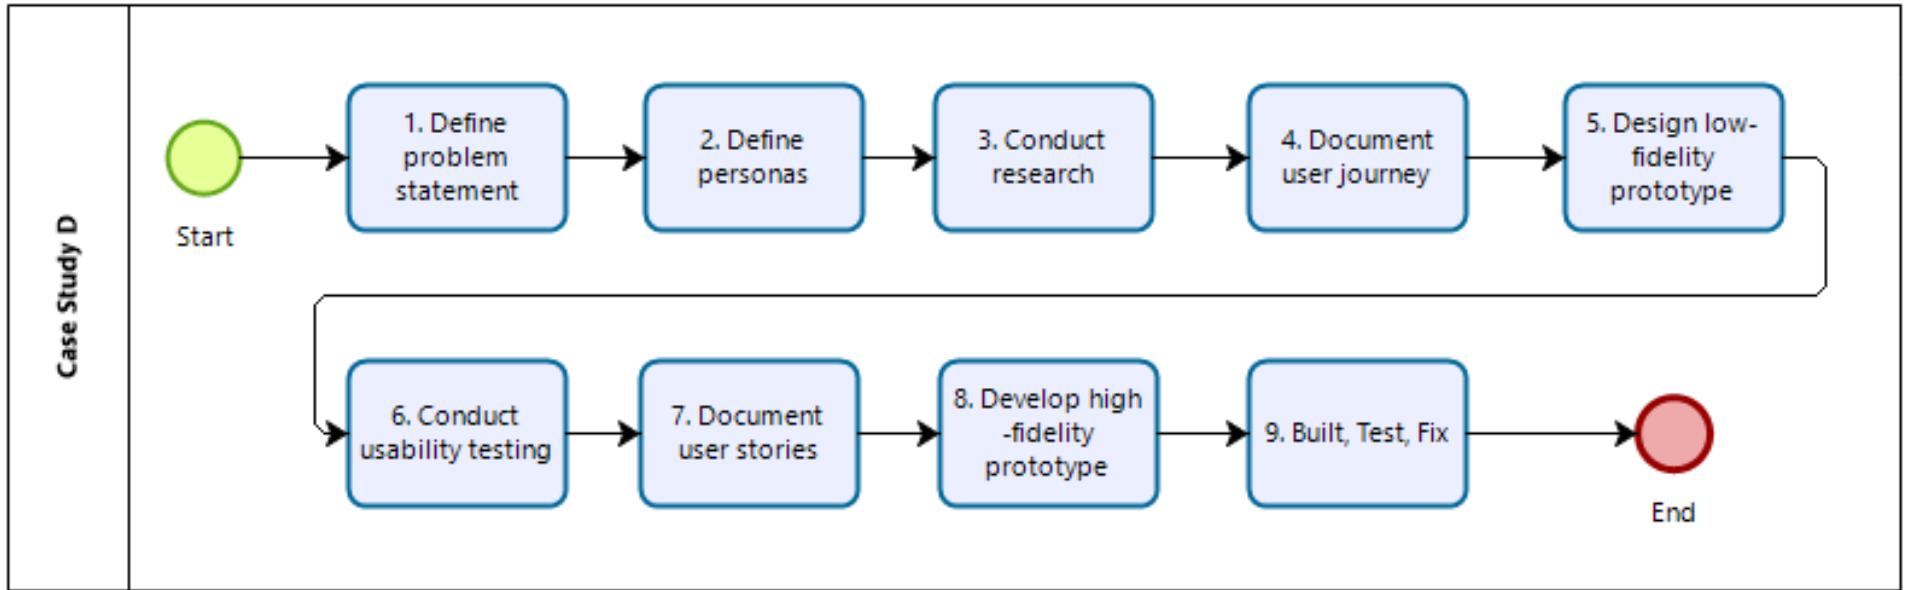 Case Study D
Start
1. Define
problem
statement
2. Define
personas
3. Conduct
research
4. Document
user journey
5. Design low-
fidelity
prototype
6. Conduct
usability testing
7. Document
user stories
8. Develop high
-fidelity
prototype
9. Built, Test, Fix
End